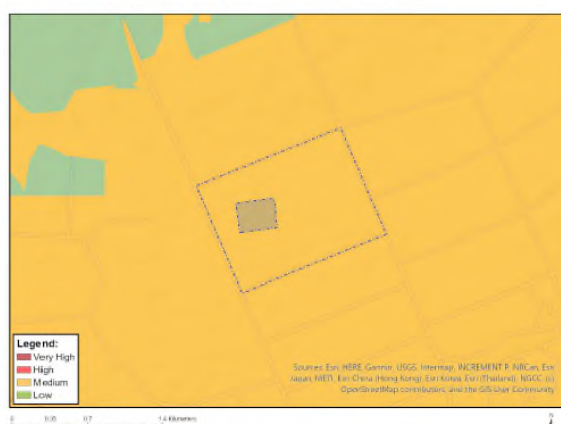 Legend:
Very High
High
Medium
Low
Sources: Esri, HERE, Garmin, USGS, Intermap, INCREMENT P, NRCan, Esri
Japan, METI, Esri China (Hong Kong), Esri Korea, Esri (Thailand), NGCC, (c)
OpenStreetMap contributors, and the GIS User Community
0 0.35 0.7 1.4 Kilometers
N